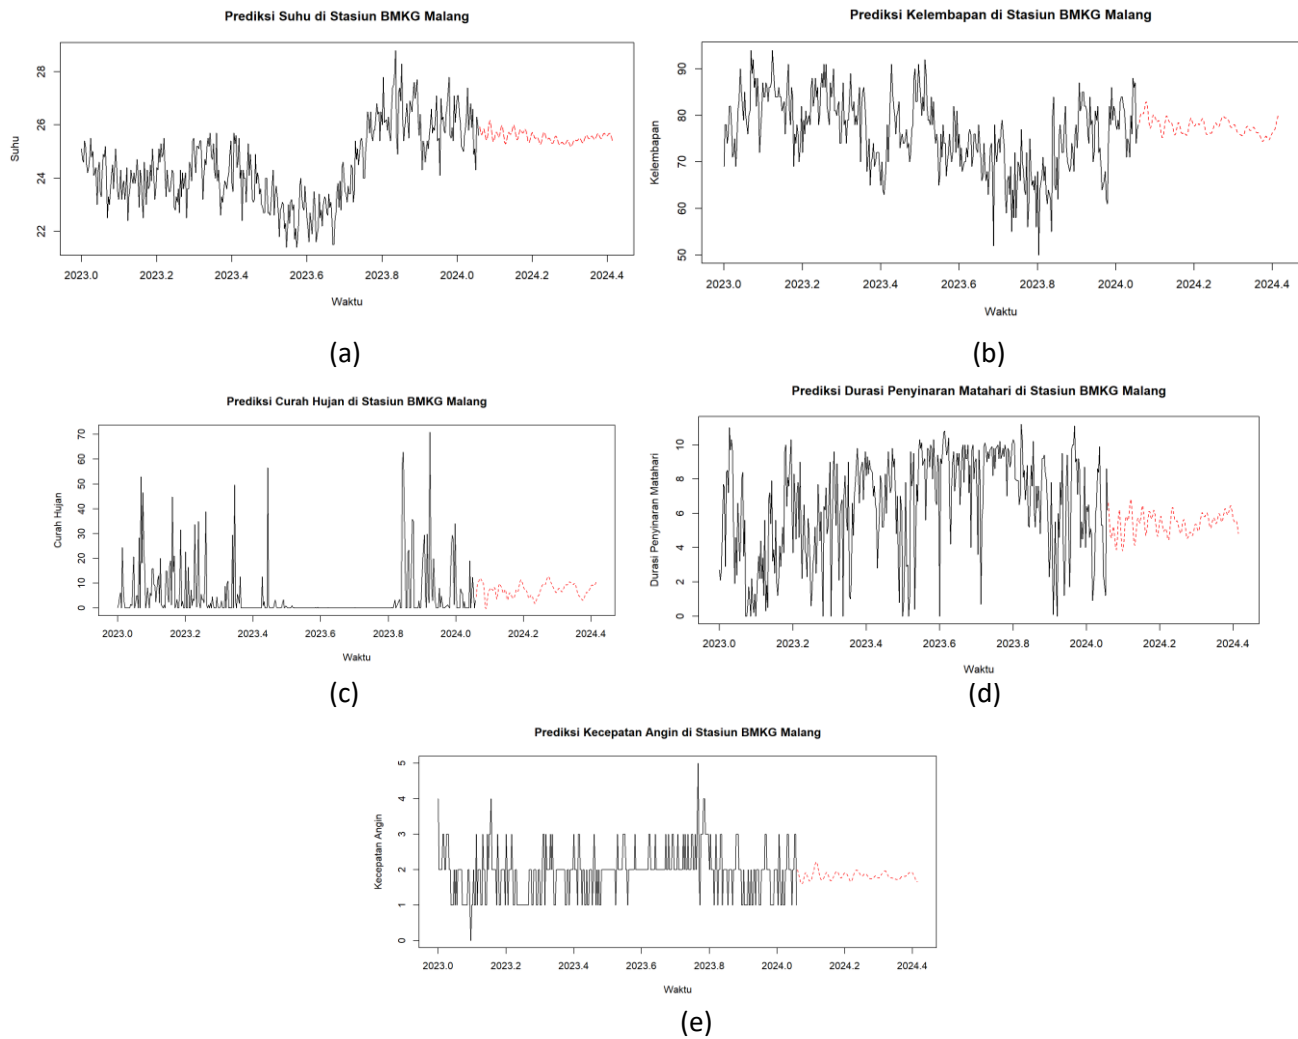 Prediksi Suhu di Stasiun BMKG Malang
Suhu
28
26
24
22
2023.0 2023.2 2023.4 2023.6 2023.8 2024.0 2024.2 2024.4
Waktu
(a)
Prediksi Kelembapan di Stasiun BMKG Malang
Kelembapan
90
80
70
60
50
2023.0 2023.2 2023.4 2023.6 2023.8 2024.0 2024.2 2024.4
Waktu
(b)
Prediksi Curah Hujan di Stasiun BMKG Malang
Curah Hujan
70
60
50
40
30
20
10
0
2023.0 2023.2 2023.4 2023.6 2023.8 2024.0 2024.2 2024.4
Waktu
(c)
Prediksi Durasi Penyinaran Matahari di Stasiun BMKG Malang
Durasi Penyinaran Matahari
10
8
6
4
2
0
2023.0 2023.2 2023.4 2023.6 2023.8 2024.0 2024.2 2024.4
Waktu
(d)
Prediksi Kecepatan Angin di Stasiun BMKG Malang
Kecepatan Angin
5
4
3
2
1
0
2023.0 2023.2 2023.4 2023.6 2023.8 2024.0 2024.2 2024.4
Waktu
(e)